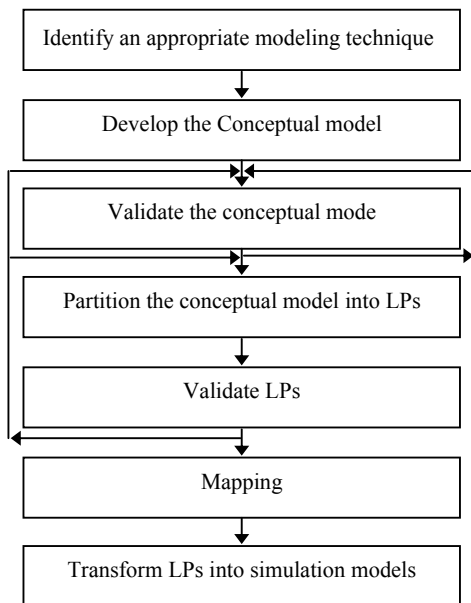 Identify an appropriate modeling technique
Develop the Conceptual model
Validate the conceptual mode
Partition the conceptual model into LPs
Validate LPs
Mapping
Transform LPs into simulation models